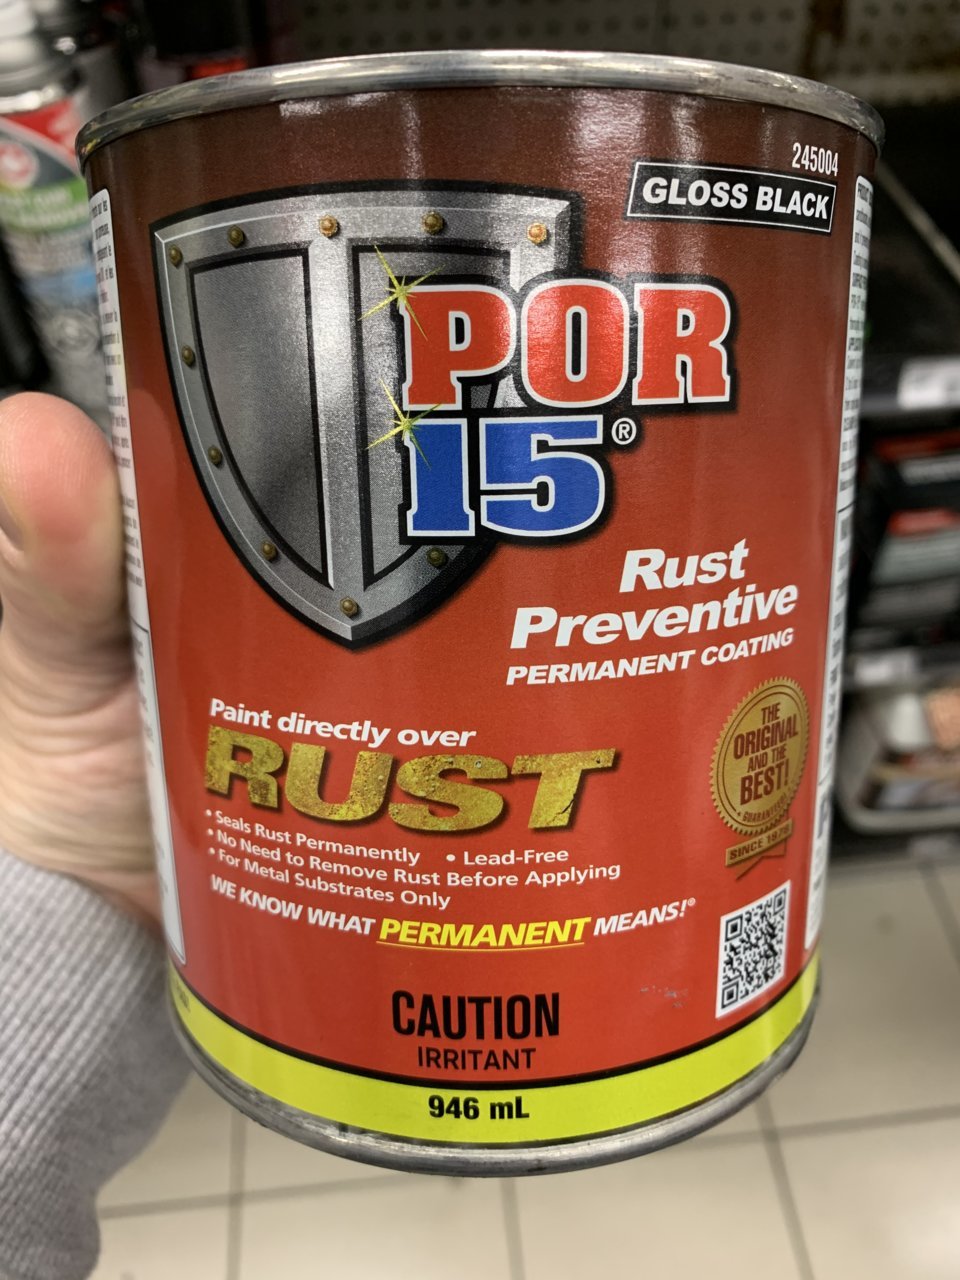 245004
GLOSS BLACK
POR
15®
Rust
Preventive
PERMANENT COATING
Paint directly over
RUST
• Seals Rust Permanently • Lead-Free
• No Need to Remove Rust Before Applying
• For Metal Substrates Only
WE KNOW WHAT PERMANENT MEANS!®
THE
ORIGINAL
AND THE
BEST!
GUARANTEED
CAUTION
IRRITANT
946 mL